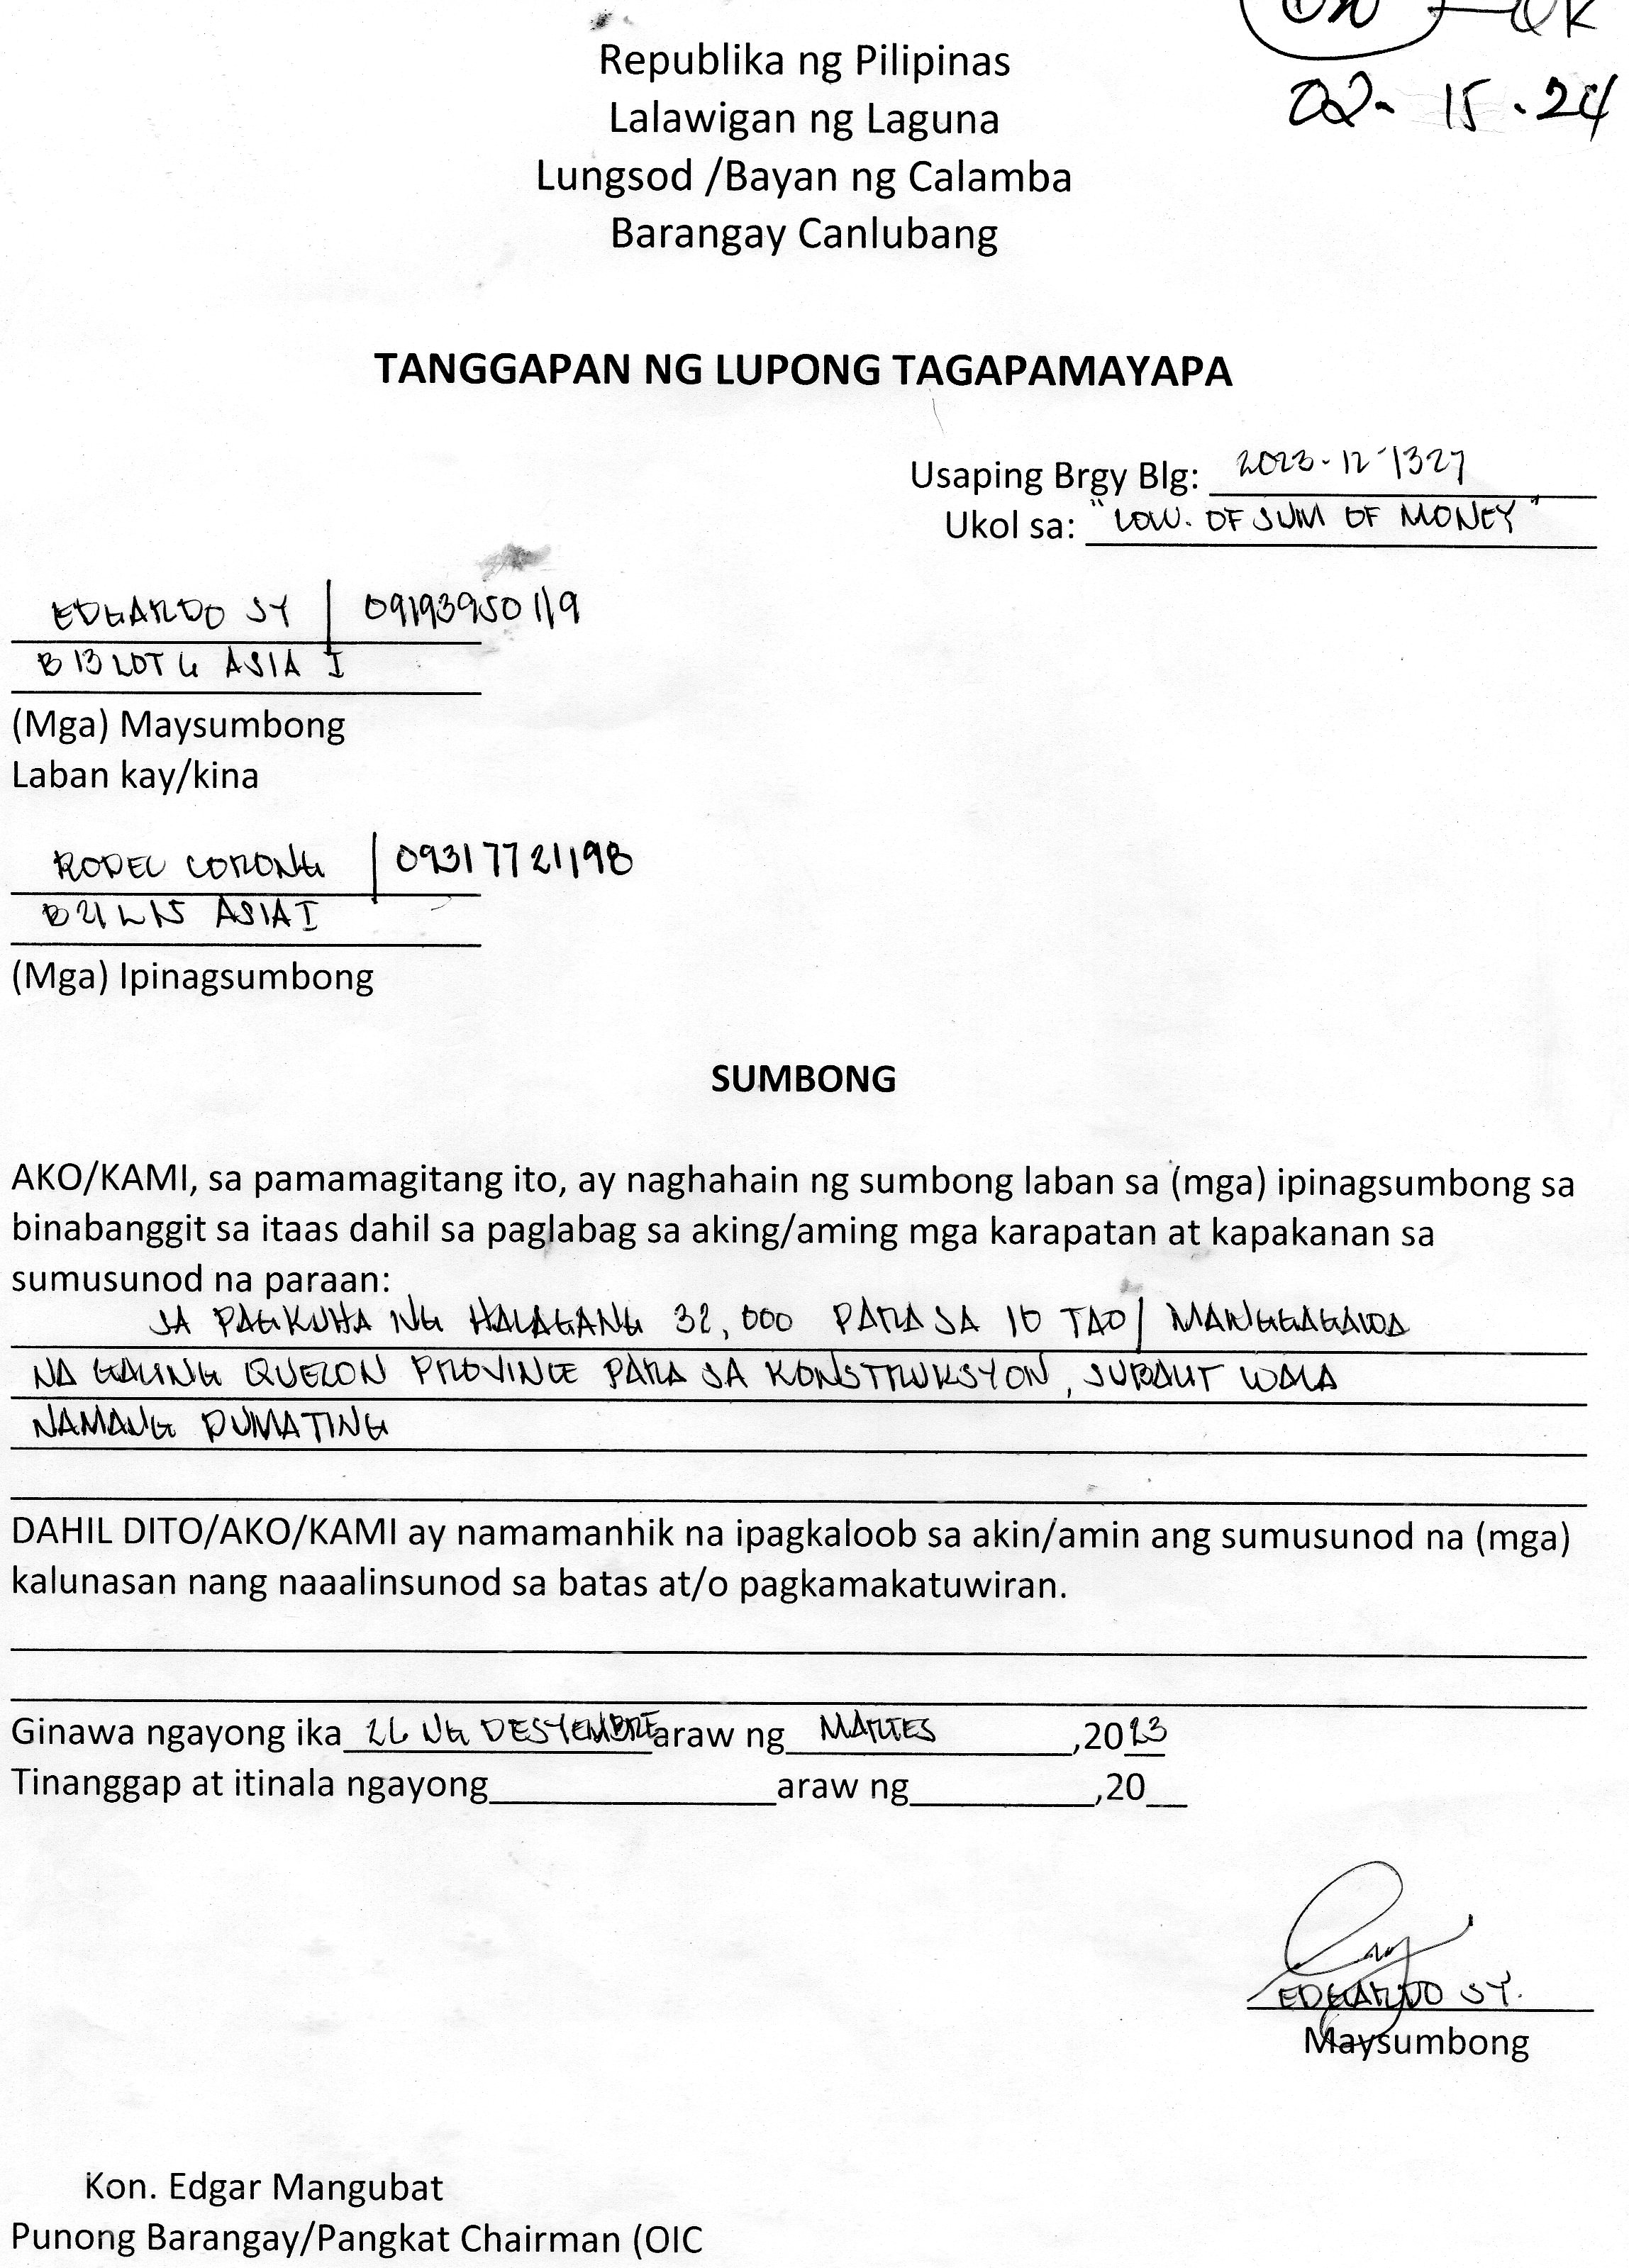 OK
02-15-24
Republika ng Pilipinas
Lalawigan ng Laguna
Lungsod /Bayan ng Calamba
Barangay Canlubang
TANGGAPAN NG LUPONG TAGAPAMAYAPA
Usaping Brgy Blg: 2023-12-1327
Ukol sa: "COLL. OF SUM OF MONEY"
EDGARDO SY | 09193950119
B13 LOT 6 ASIA I
(Mga) Maysumbong
Laban kay/kina
RODEL CORONG | 09317721198
B21 L15 ASIA I
(Mga) Ipinagsumbong
SUMBONG
AKO/KAMI, sa pamamagitang ito, ay naghahain ng sumbong laban sa (mga) ipinagsumbong sa
binabanggit sa itaas dahil sa paglabag sa aking/aming mga karapatan at kapakanan sa
sumusunod na paraan:
SA PAGKUHA NG HALAGANG 32,000 PARA SA 10 TAO/ MANGGAGAWA
NA GALING QUEZON PROVINCE PARA SA KONSTRUKSYON, SUBALIT WALA
NAMANG DUMATING
DAHIL DITO/AKO/KAMI ay namamanhik na ipagkaloob sa akin/amin ang sumusunod na (mga)
kalunasan nang naaalinsunod sa batas at/o pagkamakatuwiran.
Ginawa ngayong ika 26 NG DESYEMBRE araw ng MARTES ,2023
Tinanggap at itinala ngayong______________araw ng_________,20__
EDGARDO SY.
Maysumbong
Kon. Edgar Mangubat
Punong Barangay/Pangkat Chairman (OIC